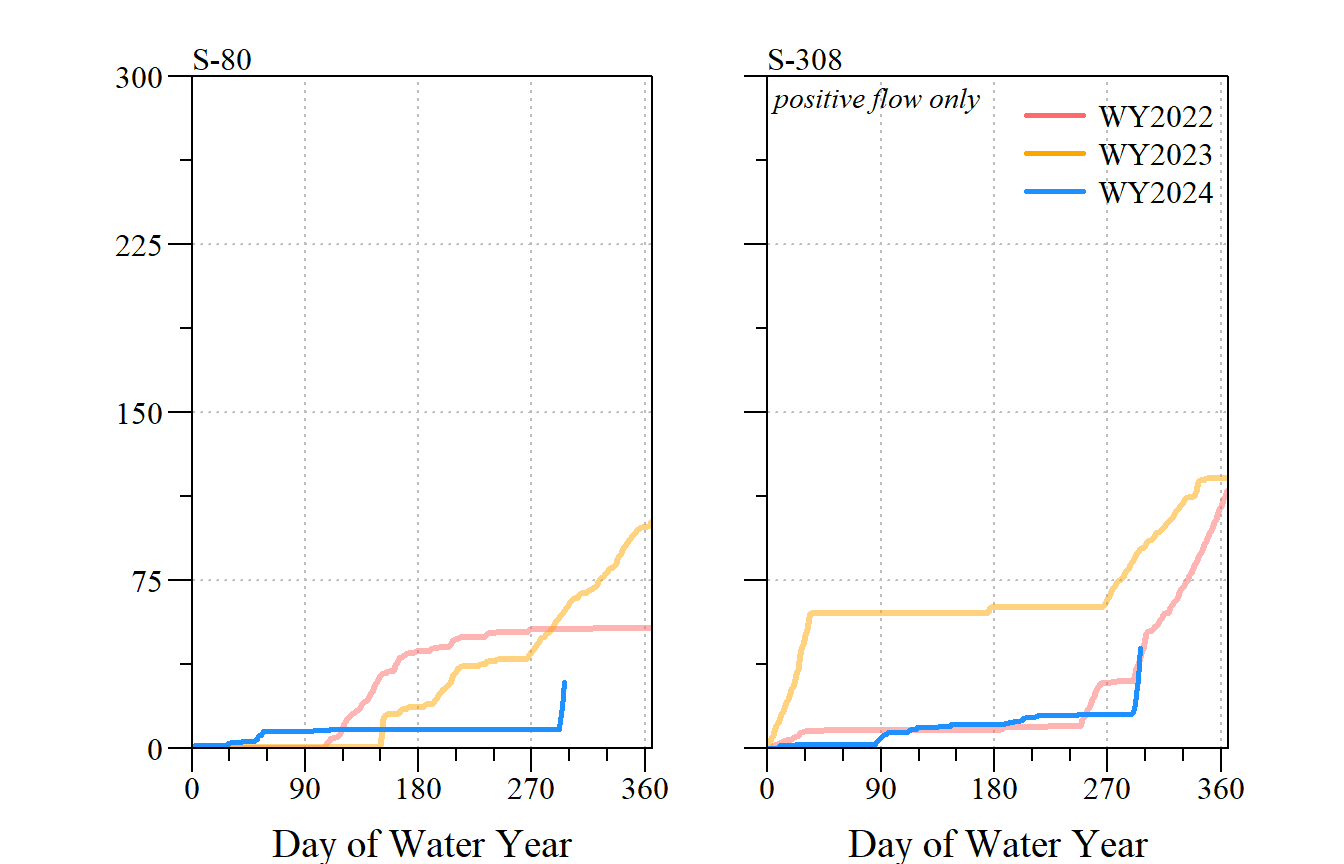 S-80
S-308
300
225
150
75
0
positive flow only
WY2022
WY2023
WY2024
0 90 180 270 360
0 90 180 270 360
Day of Water Year
Day of Water Year